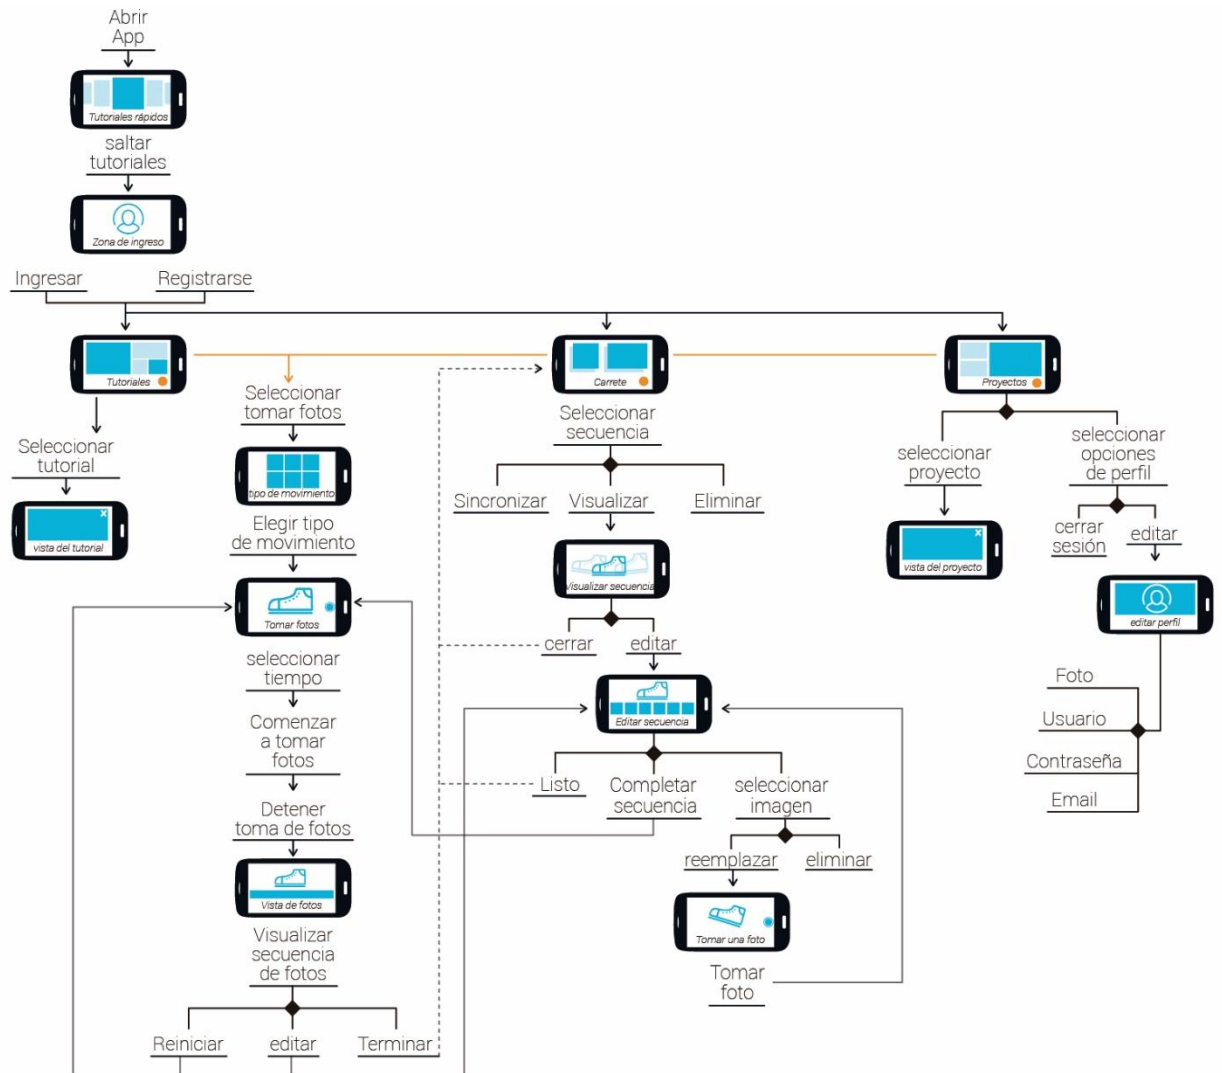 Abrir
App
Tutoriales rápidos
saltar
tutoriales
Zona de ingreso
Ingresar
Registrarse
Tutoriales
Carrete
Proyectos
Seleccionar
tutorial
vista del tutorial
Seleccionar
tomar fotos
tipo de movimiento
Elegir tipo
de movimiento
Tomar fotos
seleccionar
tiempo
Comenzar
a tomar
fotos
Detener
toma de fotos
Vista de fotos
Visualizar
secuencia
de fotos
Reiniciar
editar
Terminar
Seleccionar
secuencia
Sincronizar
Visualizar
Eliminar
Visualizar secuencia
cerrar
editar
Editar secuencia
Listo
Completar
secuencia
seleccionar
imagen
reemplazar
eliminar
Tomar una foto
Tomar
foto
seleccionar
proyecto
vista del proyecto
seleccionar
opciones
de perfil
cerrar
sesión
editar
editar perfil
Foto
Usuario
Contraseña
Email